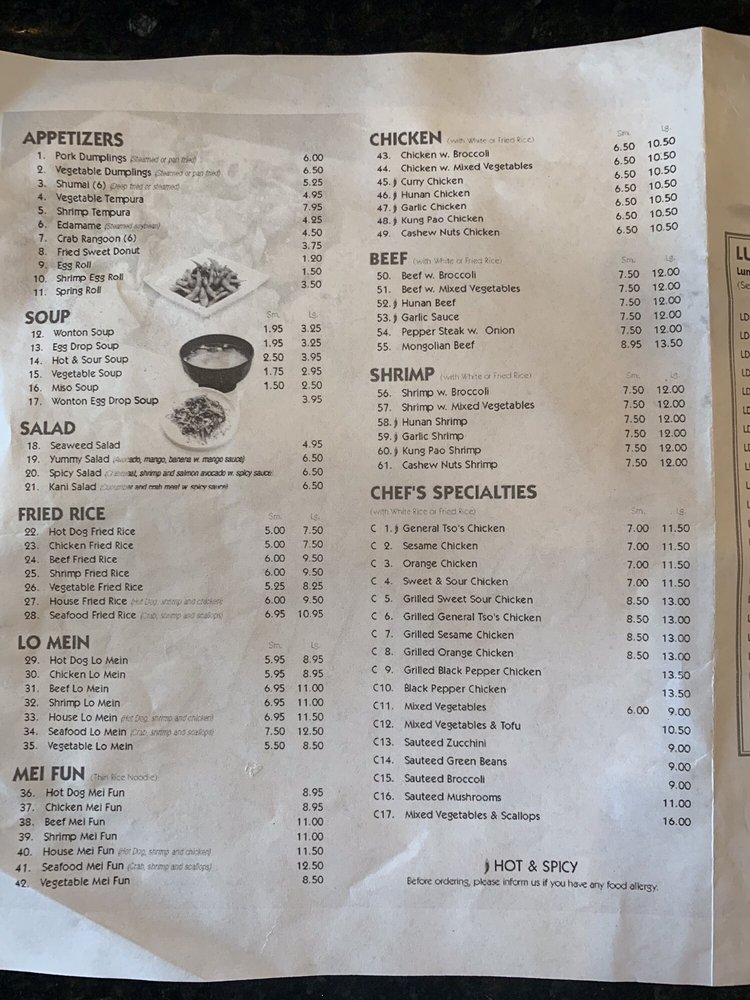 APPETIZERS
1. Pork Dumplings (Steamed or pan fried) 6.00
2. Vegetable Dumplings (Steamed or pan fried) 6.50
3. Shumai (6) (Deep fried or steamed) 5.25
4. Vegetable Tempura 4.95
5. Shrimp Tempura 7.95
6. Edamame (Steamed soybean) 4.25
7. Crab Rangoon (6) 4.50
8. Fried Sweet Donut 3.75
9. Egg Roll 1.20
10. Shrimp Egg Roll 1.50
11. Spring Roll 3.50
SOUP Sm. Lg.
12. Wonton Soup 1.95 3.25
13. Egg Drop Soup 1.95 3.25
14. Hot & Sour Soup 2.50 3.95
15. Vegetable Soup 1.75 2.95
16. Miso Soup 1.50 2.50
17. Wonton Egg Drop Soup 3.95
SALAD
18. Seaweed Salad 4.95
19. Yummy Salad (Avocado, mango, banana w. mango sauce) 6.50
20. Spicy Salad (Crabmeat, shrimp and salmon avocado w. spicy sauce) 6.50
21. Kani Salad (Cucumber and crab meat w. spicy sauce) 6.50
FRIED RICE Sm. Lg.
22. Hot Dog Fried Rice 5.00 7.50
23. Chicken Fried Rice 5.00 7.50
24. Beef Fried Rice 6.00 9.50
25. Shrimp Fried Rice 6.00 9.50
26. Vegetable Fried Rice 5.25 8.25
27. House Fried Rice (Hot Dog, shrimp and chicken) 6.00 9.50
28. Seafood Fried Rice (Crab, shrimp and scallops) 6.95 10.95
LO MEIN Sm. Lg.
29. Hot Dog Lo Mein 5.95 8.95
30. Chicken Lo Mein 5.95 8.95
31. Beef Lo Mein 6.95 11.00
32. Shrimp Lo Mein 6.95 11.00
33. House Lo Mein (Hot Dog, shrimp and chicken) 6.95 11.50
34. Seafood Lo Mein (Crab, shrimp and scallops) 7.50 12.50
35. Vegetable Lo Mein 5.50 8.50
MEI FUN (Thin Rice Noodle)
36. Hot Dog Mei Fun 8.95
37. Chicken Mei Fun 8.95
38. Beef Mei Fun 11.00
39. Shrimp Mei Fun 11.00
40. House Mei Fun (Hot Dog, shrimp and chicken) 11.50
41. Seafood Mei Fun (Crab, shrimp and scallops) 12.50
42. Vegetable Mei Fun 8.50
CHICKEN (with White or Fried Rice) Sm. Lg.
43. Chicken w. Broccoli 6.50 10.50
44. Chicken w. Mixed Vegetables 6.50 10.50
45. Curry Chicken 6.50 10.50
46. Hunan Chicken 6.50 10.50
47. Garlic Chicken 6.50 10.50
48. Kung Pao Chicken 6.50 10.50
49. Cashew Nuts Chicken 6.50 10.50
BEEF (with White or Fried Rice) Sm. Lg.
50. Beef w. Broccoli 7.50 12.00
51. Beef w. Mixed Vegetables 7.50 12.00
52. Hunan Beef 7.50 12.00
53. Garlic Sauce 7.50 12.00
54. Pepper Steak w. Onion 7.50 12.00
55. Mongolian Beef 8.95 13.50
SHRIMP (with White or Fried Rice) Sm. Lg.
56. Shrimp w. Broccoli 7.50 12.00
57. Shrimp w. Mixed Vegetables 7.50 12.00
58. Hunan Shrimp 7.50 12.00
59. Garlic Shrimp 7.50 12.00
60. Kung Pao Shrimp 7.50 12.00
61. Cashew Nuts Shrimp 7.50 12.00
CHEF'S SPECIALTIES
(with White Rice or Fried Rice) Sm. Lg.
C 1. General Tso's Chicken 7.00 11.50
C 2. Sesame Chicken 7.00 11.50
C 3. Orange Chicken 7.00 11.50
C 4. Sweet & Sour Chicken 7.00 11.50
C 5. Grilled Sweet Sour Chicken 8.50 13.00
C 6. Grilled General Tso's Chicken 8.50 13.00
C 7. Grilled Sesame Chicken 8.50 13.00
C 8. Grilled Orange Chicken 8.50 13.00
C 9. Grilled Black Pepper Chicken 13.50
C10. Black Pepper Chicken 13.50
C11. Mixed Vegetables 6.00 9.00
C12. Mixed Vegetables & Tofu 10.50
C13. Sauteed Zucchini 9.00
C14. Sauteed Green Beans 9.00
C15. Sauteed Broccoli 9.00
C16. Sauteed Mushrooms 11.00
C17. Mixed Vegetables & Scallops 16.00
HOT & SPICY
Before ordering, please inform us if you have any food allergy.